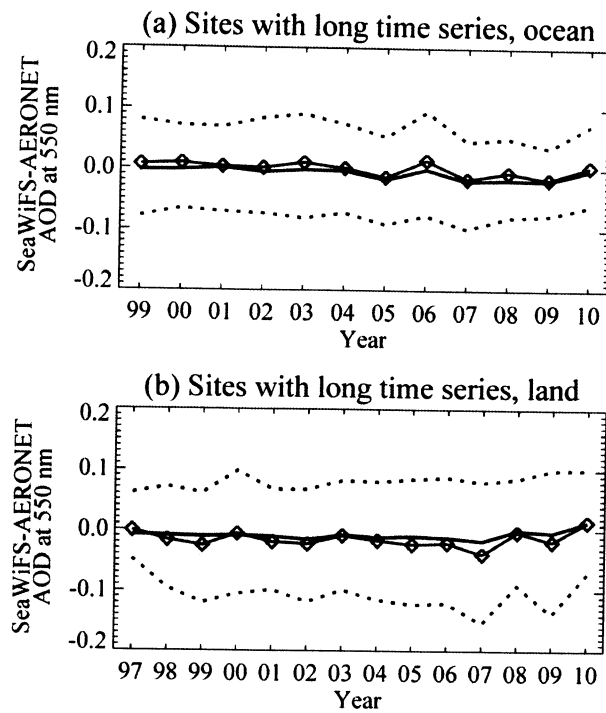 (a) Sites with long time series, ocean
SeaWiFS-AERONET
AOD at 550 nm
0.2
0.1
0.0
-0.1
-0.2
99 00 01 02 03 04 05 06 07 08 09 10
Year
(b) Sites with long time series, land
SeaWiFS-AERONET
AOD at 550 nm
0.2
0.1
0.0
-0.1
-0.2
97 98 99 00 01 02 03 04 05 06 07 08 09 10
Year